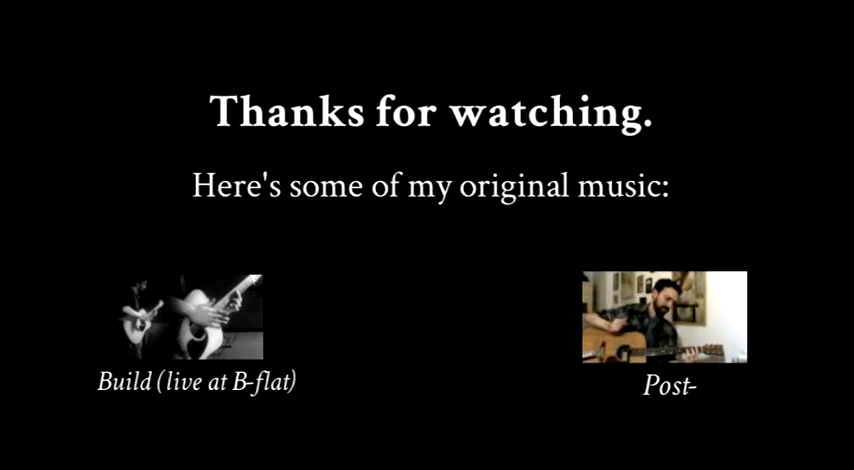 Thanks for watching.
Here's some of my original music:
Build (live at B-flat)
Post-